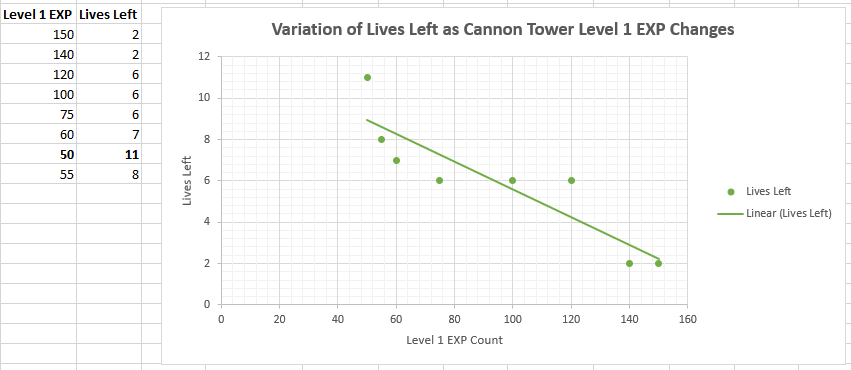 Level 1 EXP Lives Left
150 2
140 2
120 6
100 6
75 6
60 7
50 11
55 8
Variation of Lives Left as Cannon Tower Level 1 EXP Changes
12
10
8
6
4
2
0
Lives Left
0 20 40 60 80 100 120 140 160
Level 1 EXP Count
Lives Left
Linear (Lives Left)